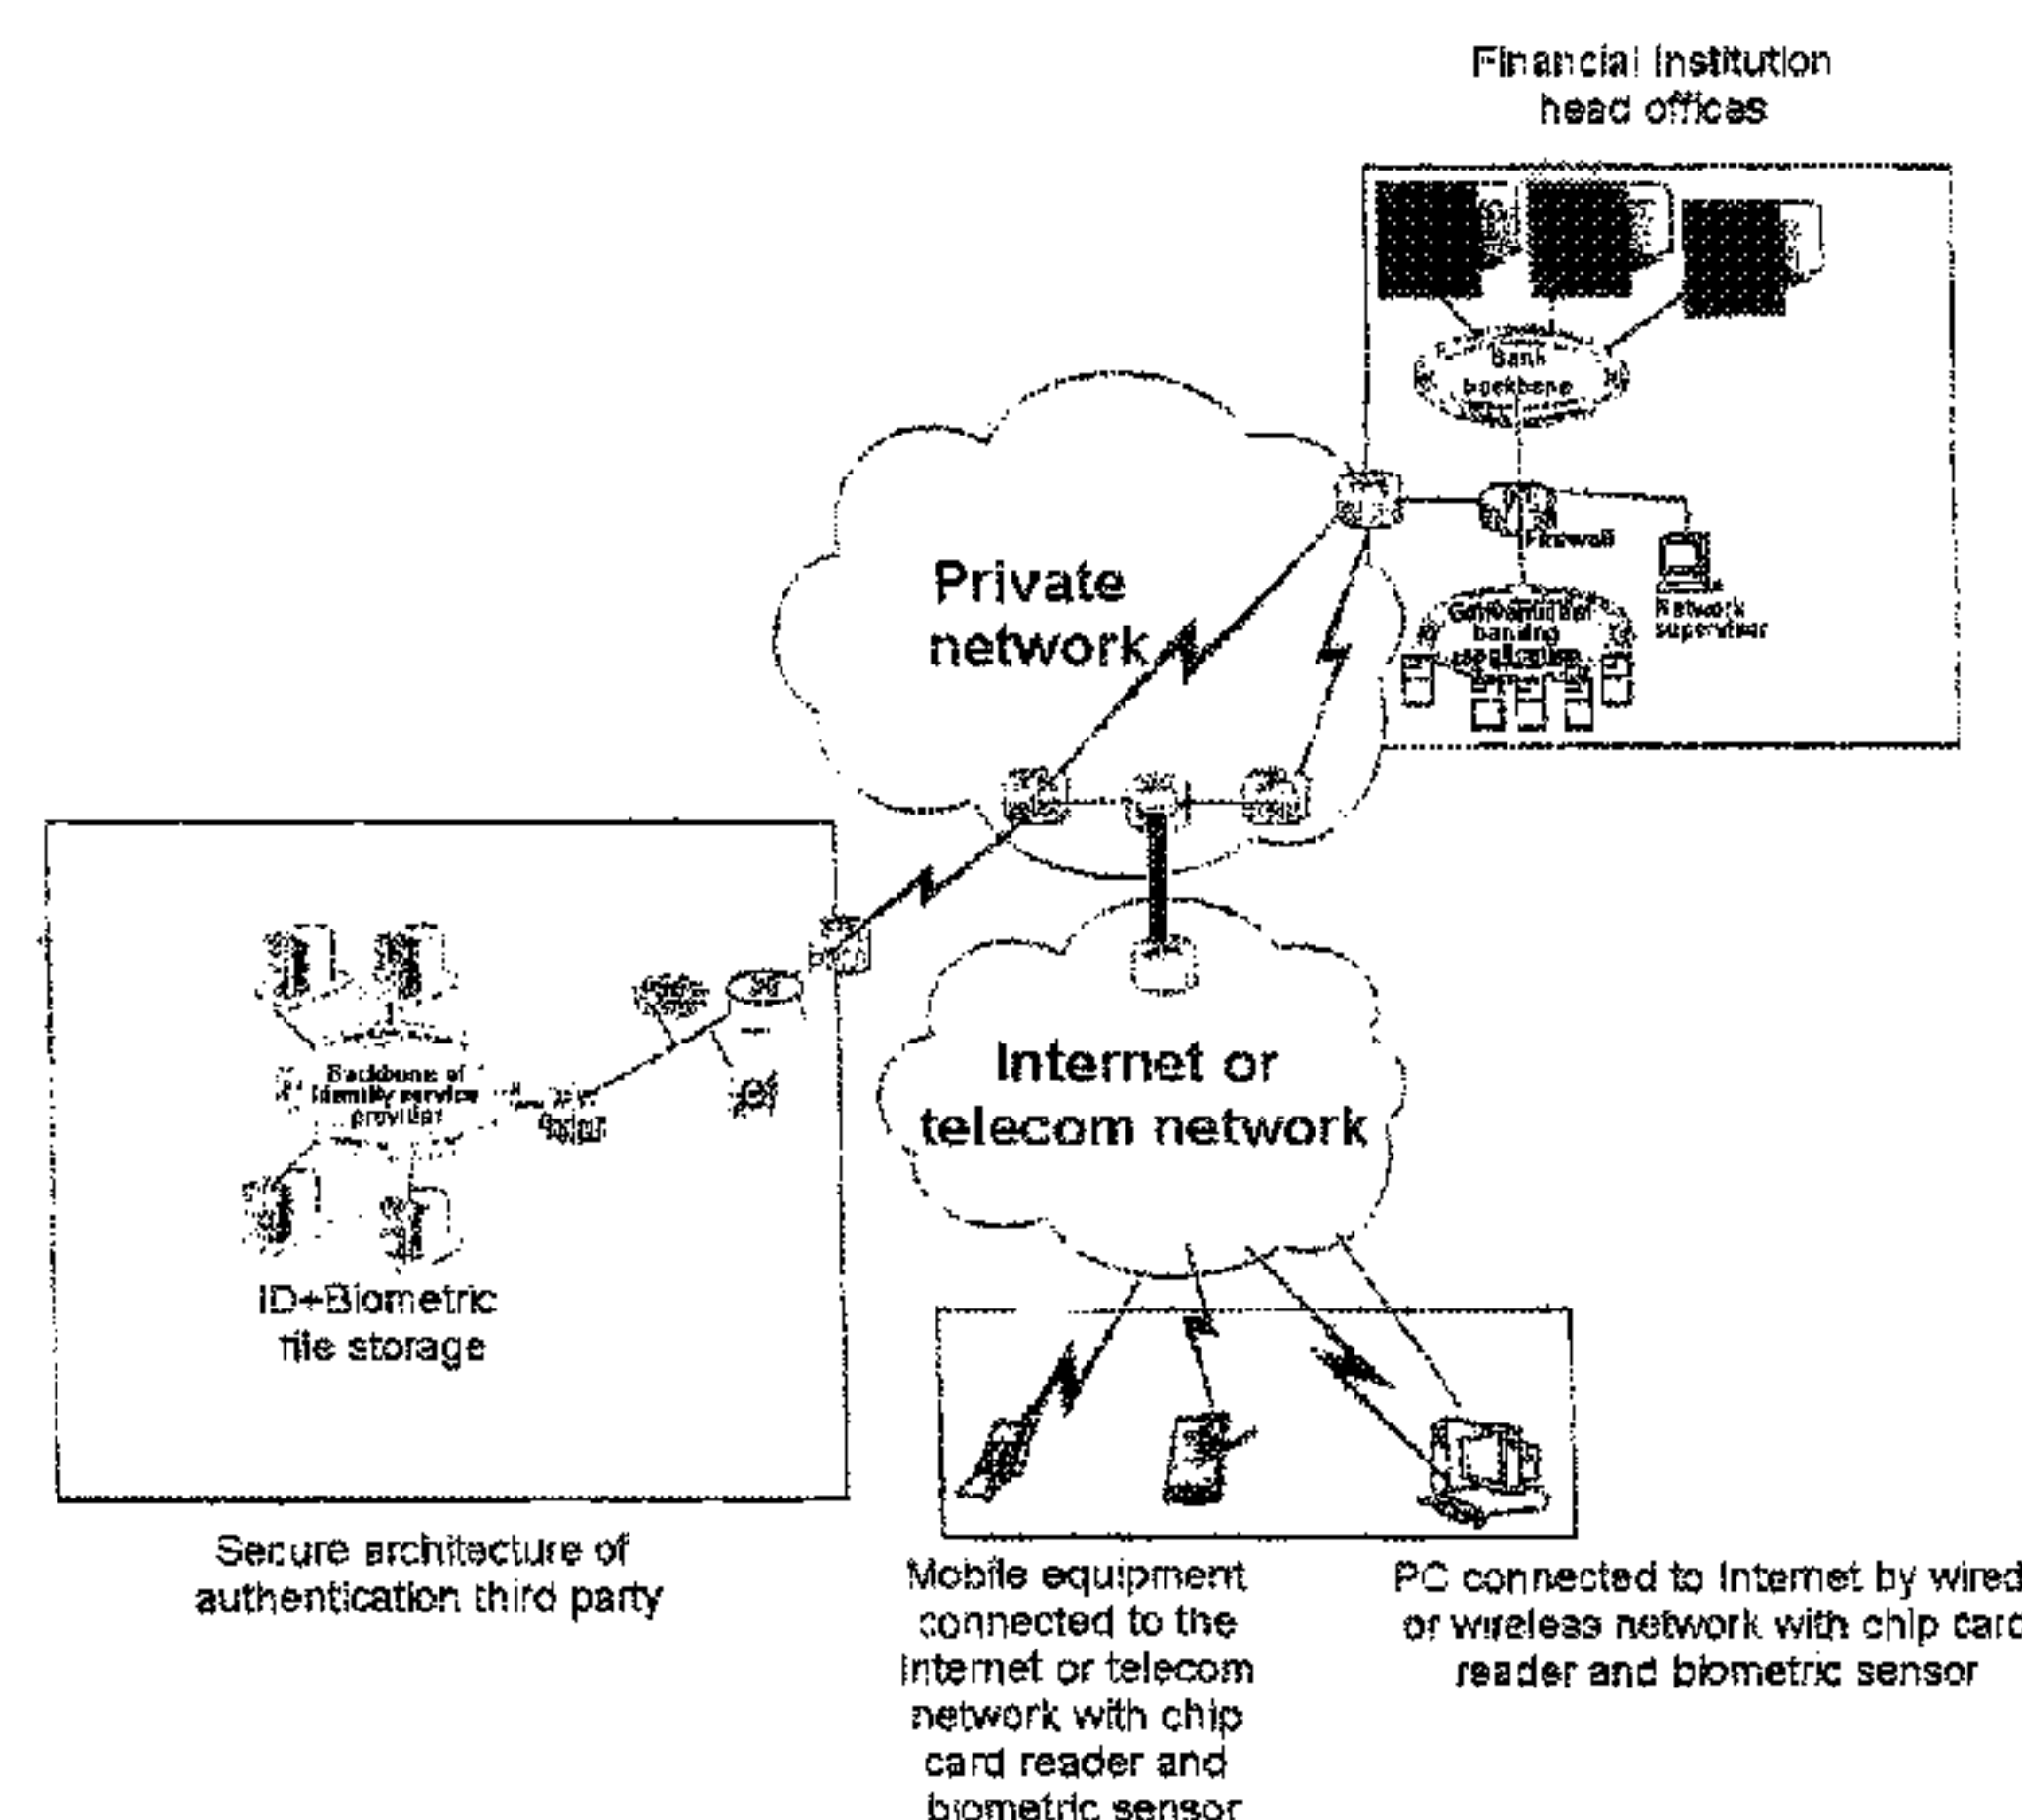 Financial Institution
head offices
Bank
backbone
Firewall
Network
supervisor
banking
Private
network
Internet or
telecom network
Backbone of
identity service
provider
ID+Biometric
file storage
Secure architecture of
authentication third party
Mobile equipment
connected to the
Internet or telecom
network with chip
card reader and
biometric sensor
PC connected to Internet by wired
or wireless network with chip card
reader and biometric sensor